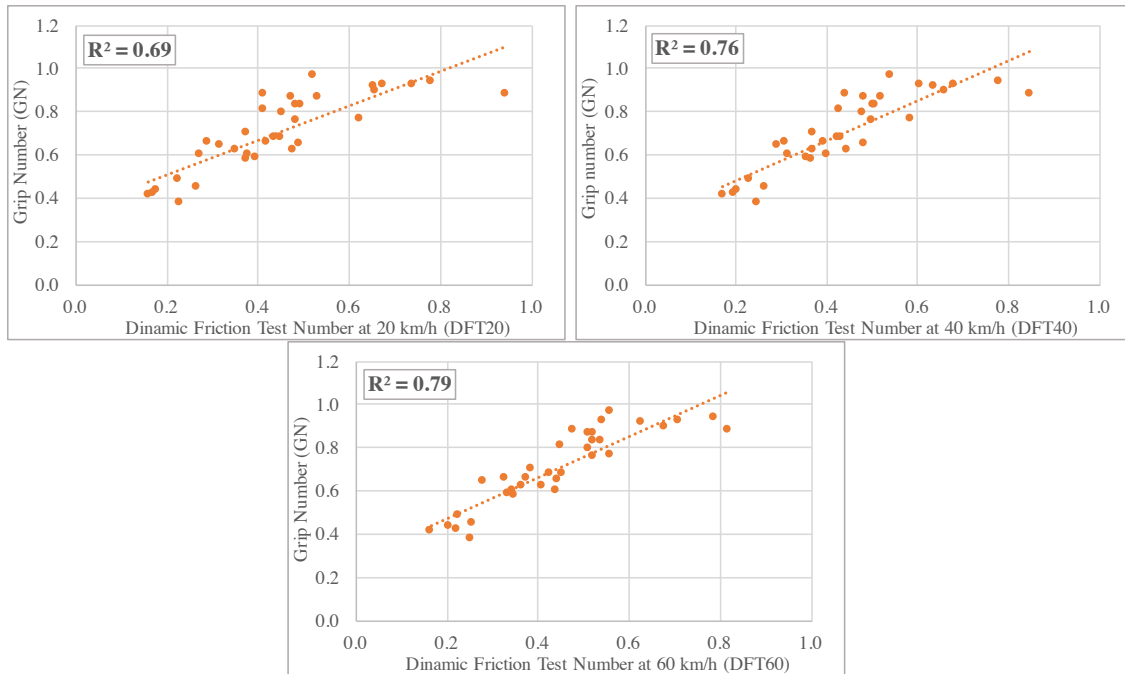 R² = 0.69
Grip Number (GN)
1.2
1.0
0.8
0.6
0.4
0.2
0.0
0.0 0.2 0.4 0.6 0.8 1.0
Dinamic Friction Test Number at 20 km/h (DFT20)
R² = 0.76
Grip number (GN)
1.2
1.0
0.8
0.6
0.4
0.2
0.0
0.0 0.2 0.4 0.6 0.8 1.0
Dinamic Friction Test Number at 40 km/h (DFT40)
R² = 0.79
Grip Number (GN)
1.2
1.0
0.8
0.6
0.4
0.2
0.0
0.0 0.2 0.4 0.6 0.8 1.0
Dinamic Friction Test Number at 60 km/h (DFT60)